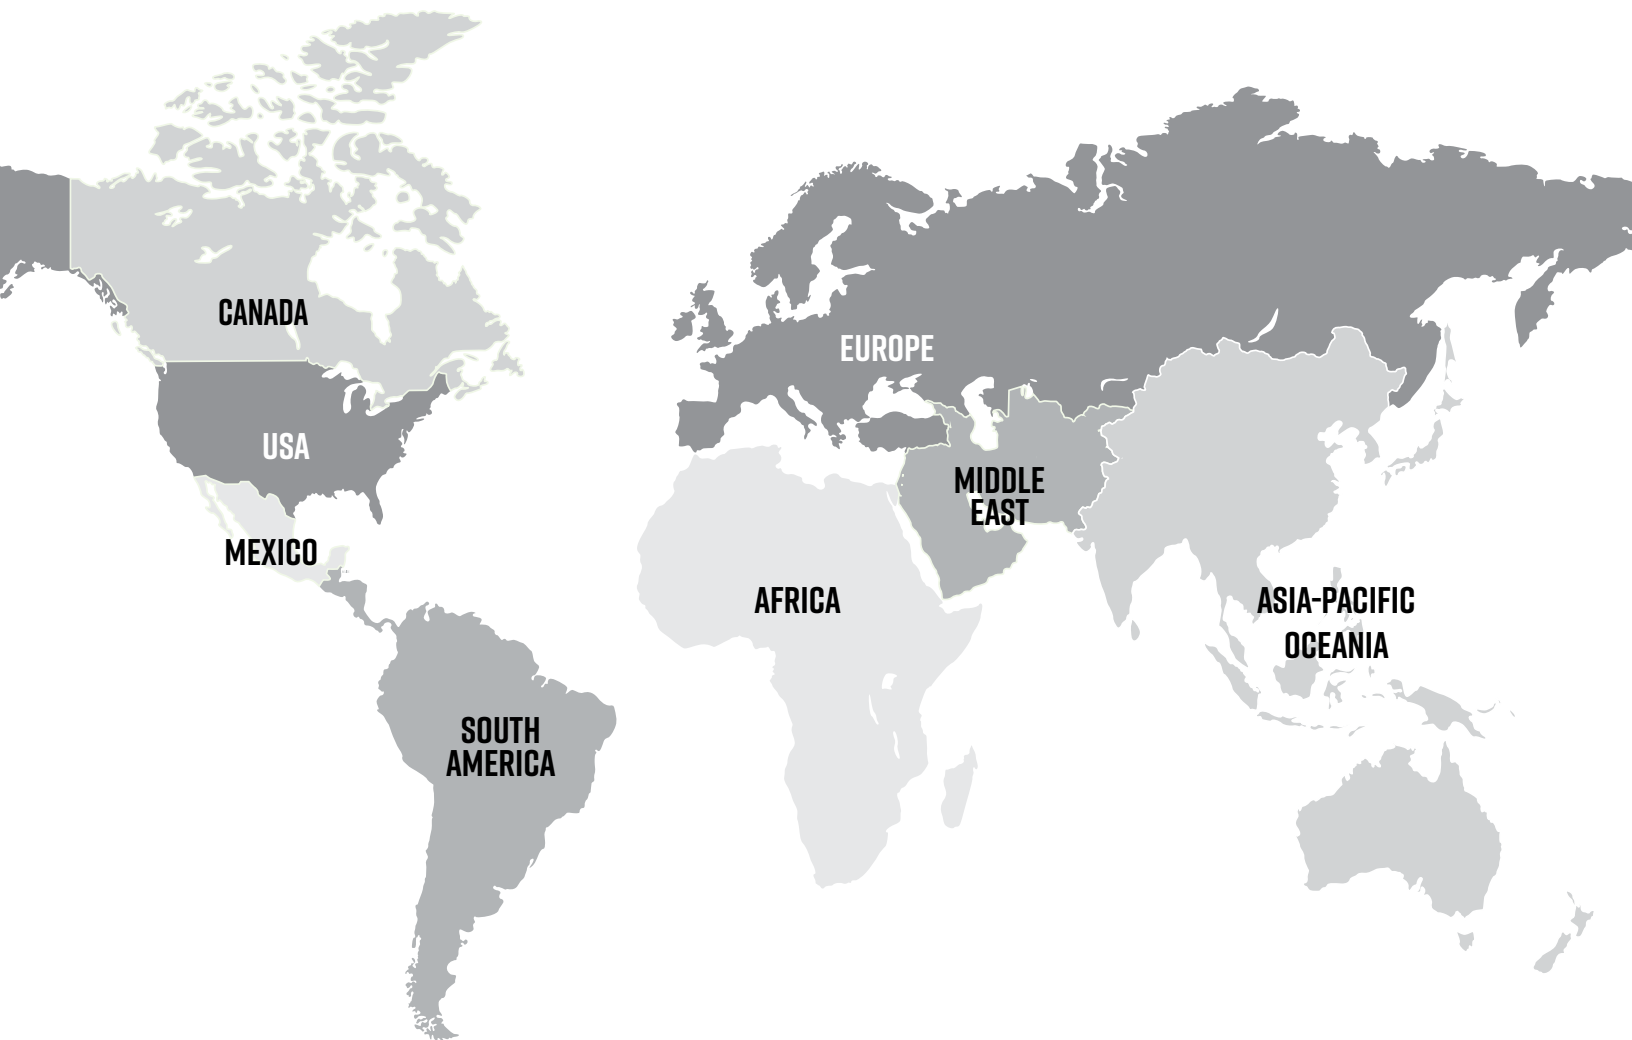 CANADA
EUROPE
USA
MIDDLE
EAST
MEXICO
AFRICA
ASIA-PACIFIC
OCEANIA
SOUTH
AMERICA